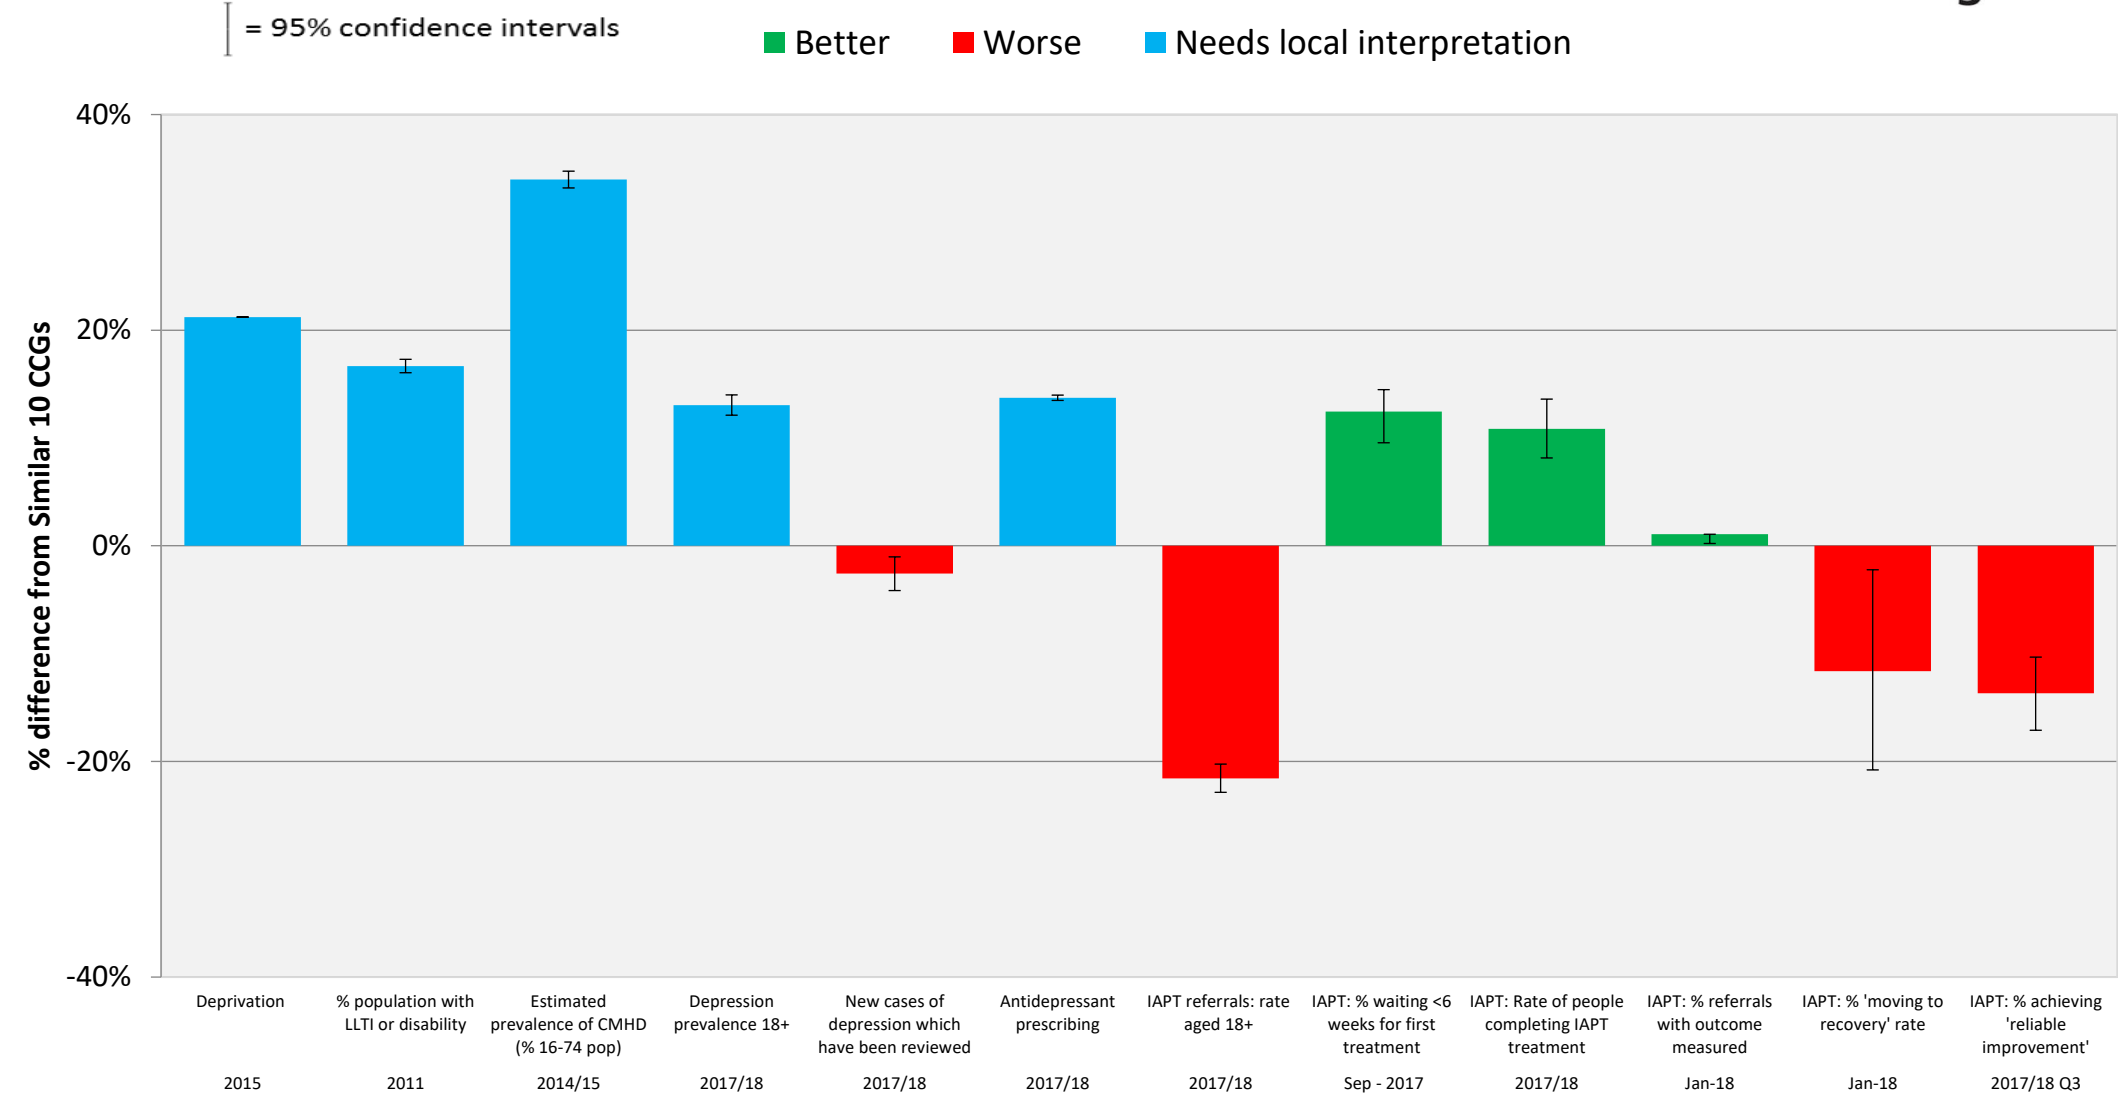 = 95% confidence intervals
Better
Worse
Needs local interpretation
40%
20%
0%
-20%
-40%
% difference from Similar 10 CCGs
Deprivation
2015
% population with
LLTI or disability
2011
Estimated
prevalence of CMHD
(% 16-74 pop)
2014/15
Depression
prevalence 18+
2017/18
New cases of
depression which
have been reviewed
2017/18
Antidepressant
prescribing
2017/18
IAPT referrals: rate
aged 18+
2017/18
IAPT: % waiting <6
weeks for first
treatment
Sep - 2017
IAPT: Rate of people
completing IAPT
treatment
2017/18
IAPT: % referrals
with outcome
measured
Jan-18
IAPT: % 'moving to
recovery' rate
Jan-18
IAPT: % achieving
'reliable
improvement'
2017/18 Q3